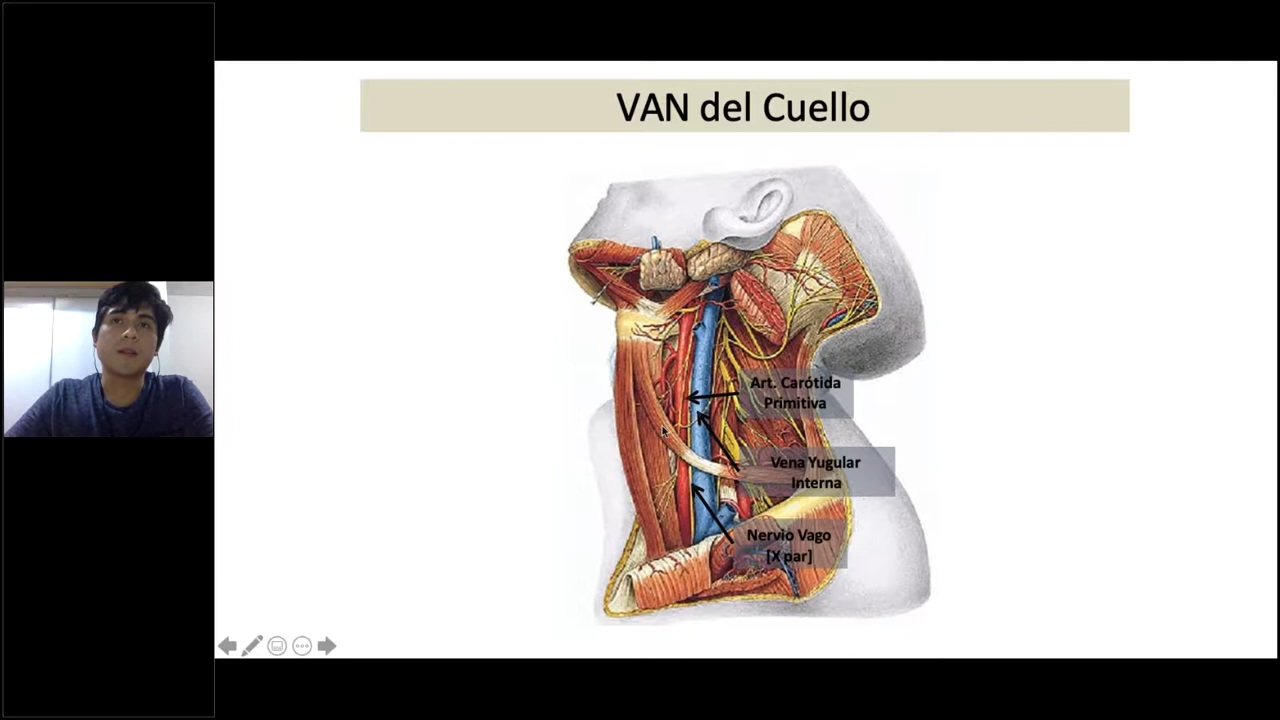 VAN del Cuello
Art. Carótida
Primitiva
Vena Yugular
Interna
Nervio Vago
[X par]